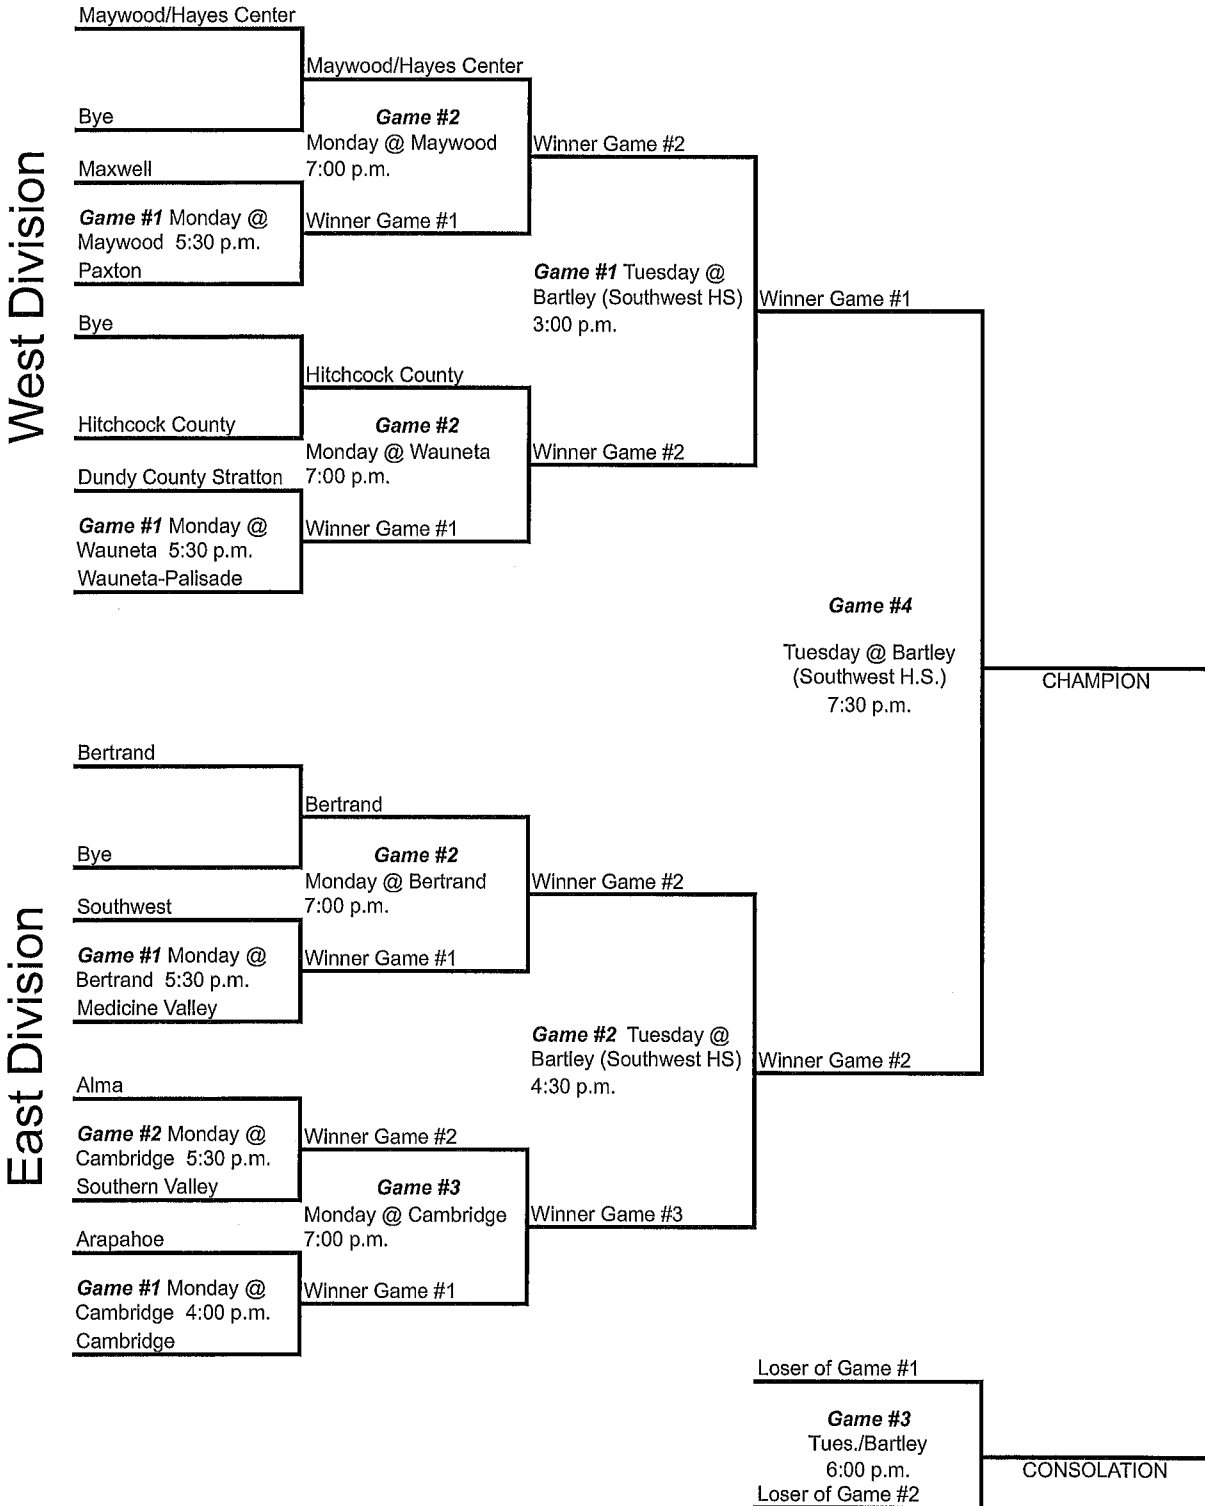 West Division
Maywood/Hayes Center
Bye
Maywood/Hayes Center
Game #2
Monday @ Maywood
7:00 p.m.
Maxwell
Game #1 Monday @
Maywood 5:30 p.m.
Paxton
Winner Game #1
Winner Game #2
Game #1 Tuesday @
Bartley (Southwest HS)
3:00 p.m.
Winner Game #1
Bye
Hitchcock County
Hitchcock County
Game #2
Monday @ Wauneta
7:00 p.m.
Winner Game #2
Dundy County Stratton
Game #1 Monday @
Wauneta 5:30 p.m.
Wauneta-Palisade
Winner Game #1
Game #4
Tuesday @ Bartley
(Southwest H.S.)
7:30 p.m.
CHAMPION
East Division
Bertrand
Bye
Bertrand
Game #2
Monday @ Bertrand
7:00 p.m.
Southwest
Game #1 Monday @
Bertrand 5:30 p.m.
Medicine Valley
Winner Game #1
Winner Game #2
Game #2 Tuesday @
Bartley (Southwest HS)
4:30 p.m.
Winner Game #2
Alma
Game #2 Monday @
Cambridge 5:30 p.m.
Southern Valley
Winner Game #2
Game #3
Monday @ Cambridge
7:00 p.m.
Winner Game #3
Arapahoe
Game #1 Monday @
Cambridge 4:00 p.m.
Cambridge
Winner Game #1
Loser of Game #1
Game #3
Tues./Bartley
6:00 p.m.
Loser of Game #2
CONSOLATION